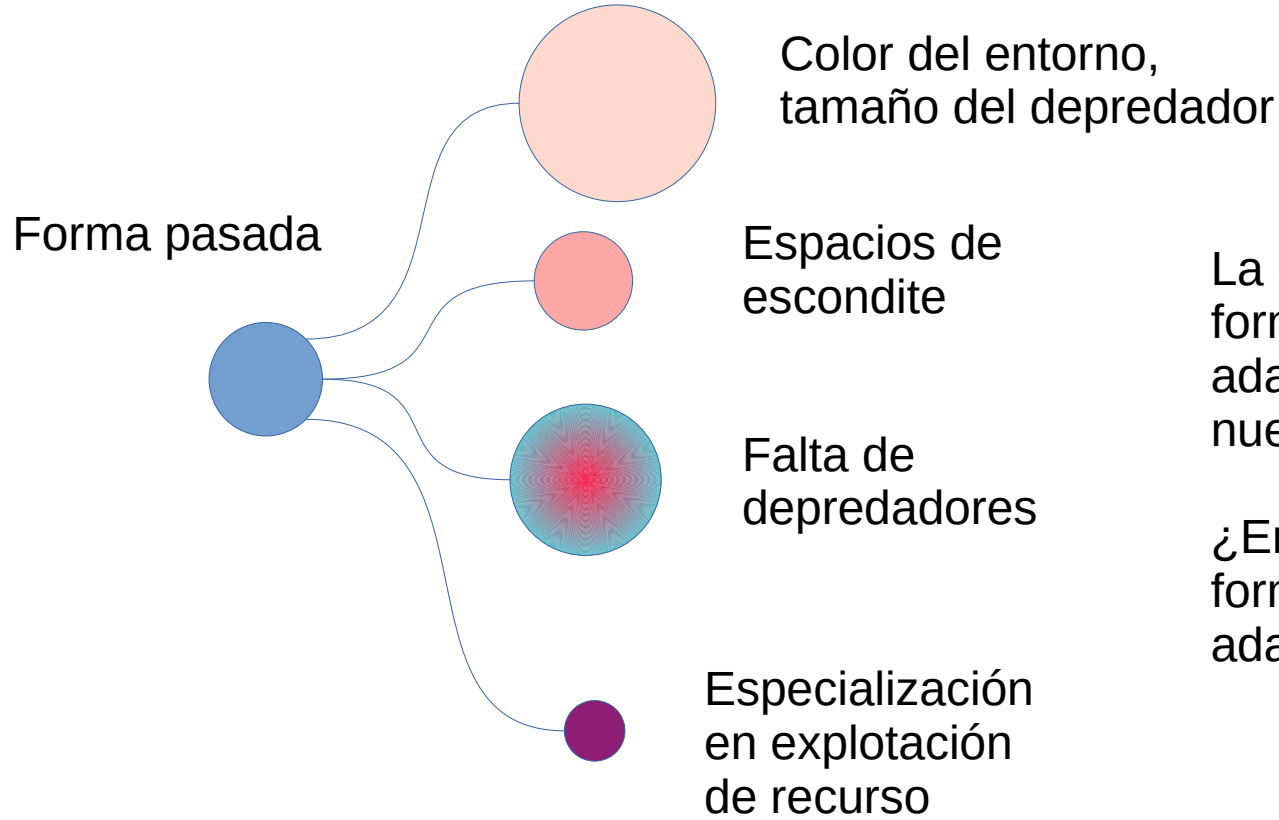 Color del entorno,
tamaño del depredador
Forma pasada
Espacios de
escondite
La
Falta de
depredadores
Especialización
en explotación
de recurso